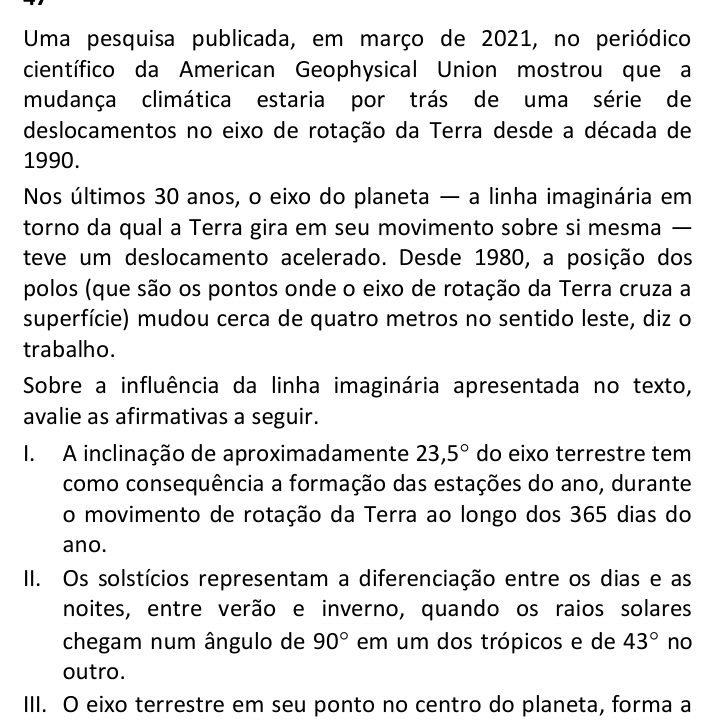 47
Uma pesquisa publicada, em março de 2021, no periódico
científico da American Geophysical Union mostrou que a
mudança climática estaria por trás de uma série de
deslocamentos no eixo de rotação da Terra desde a década de
1990.
Nos últimos 30 anos, o eixo do planeta — a linha imaginária em
torno da qual a Terra gira em seu movimento sobre si mesma —
teve um deslocamento acelerado. Desde 1980, a posição dos
polos (que são os pontos onde o eixo de rotação da Terra cruza a
superfície) mudou cerca de quatro metros no sentido leste, diz o
trabalho.
Sobre a influência da linha imaginária apresentada no texto,
avalie as afirmativas a seguir.
I. A inclinação de aproximadamente 23,5° do eixo terrestre tem
como consequência a formação das estações do ano, durante
o movimento de rotação da Terra ao longo dos 365 dias do
ano.
II. Os solstícios representam a diferenciação entre os dias e as
noites, entre verão e inverno, quando os raios solares
chegam num ângulo de 90° em um dos trópicos e de 43° no
outro.
III. O eixo terrestre em seu ponto no centro do planeta, forma a